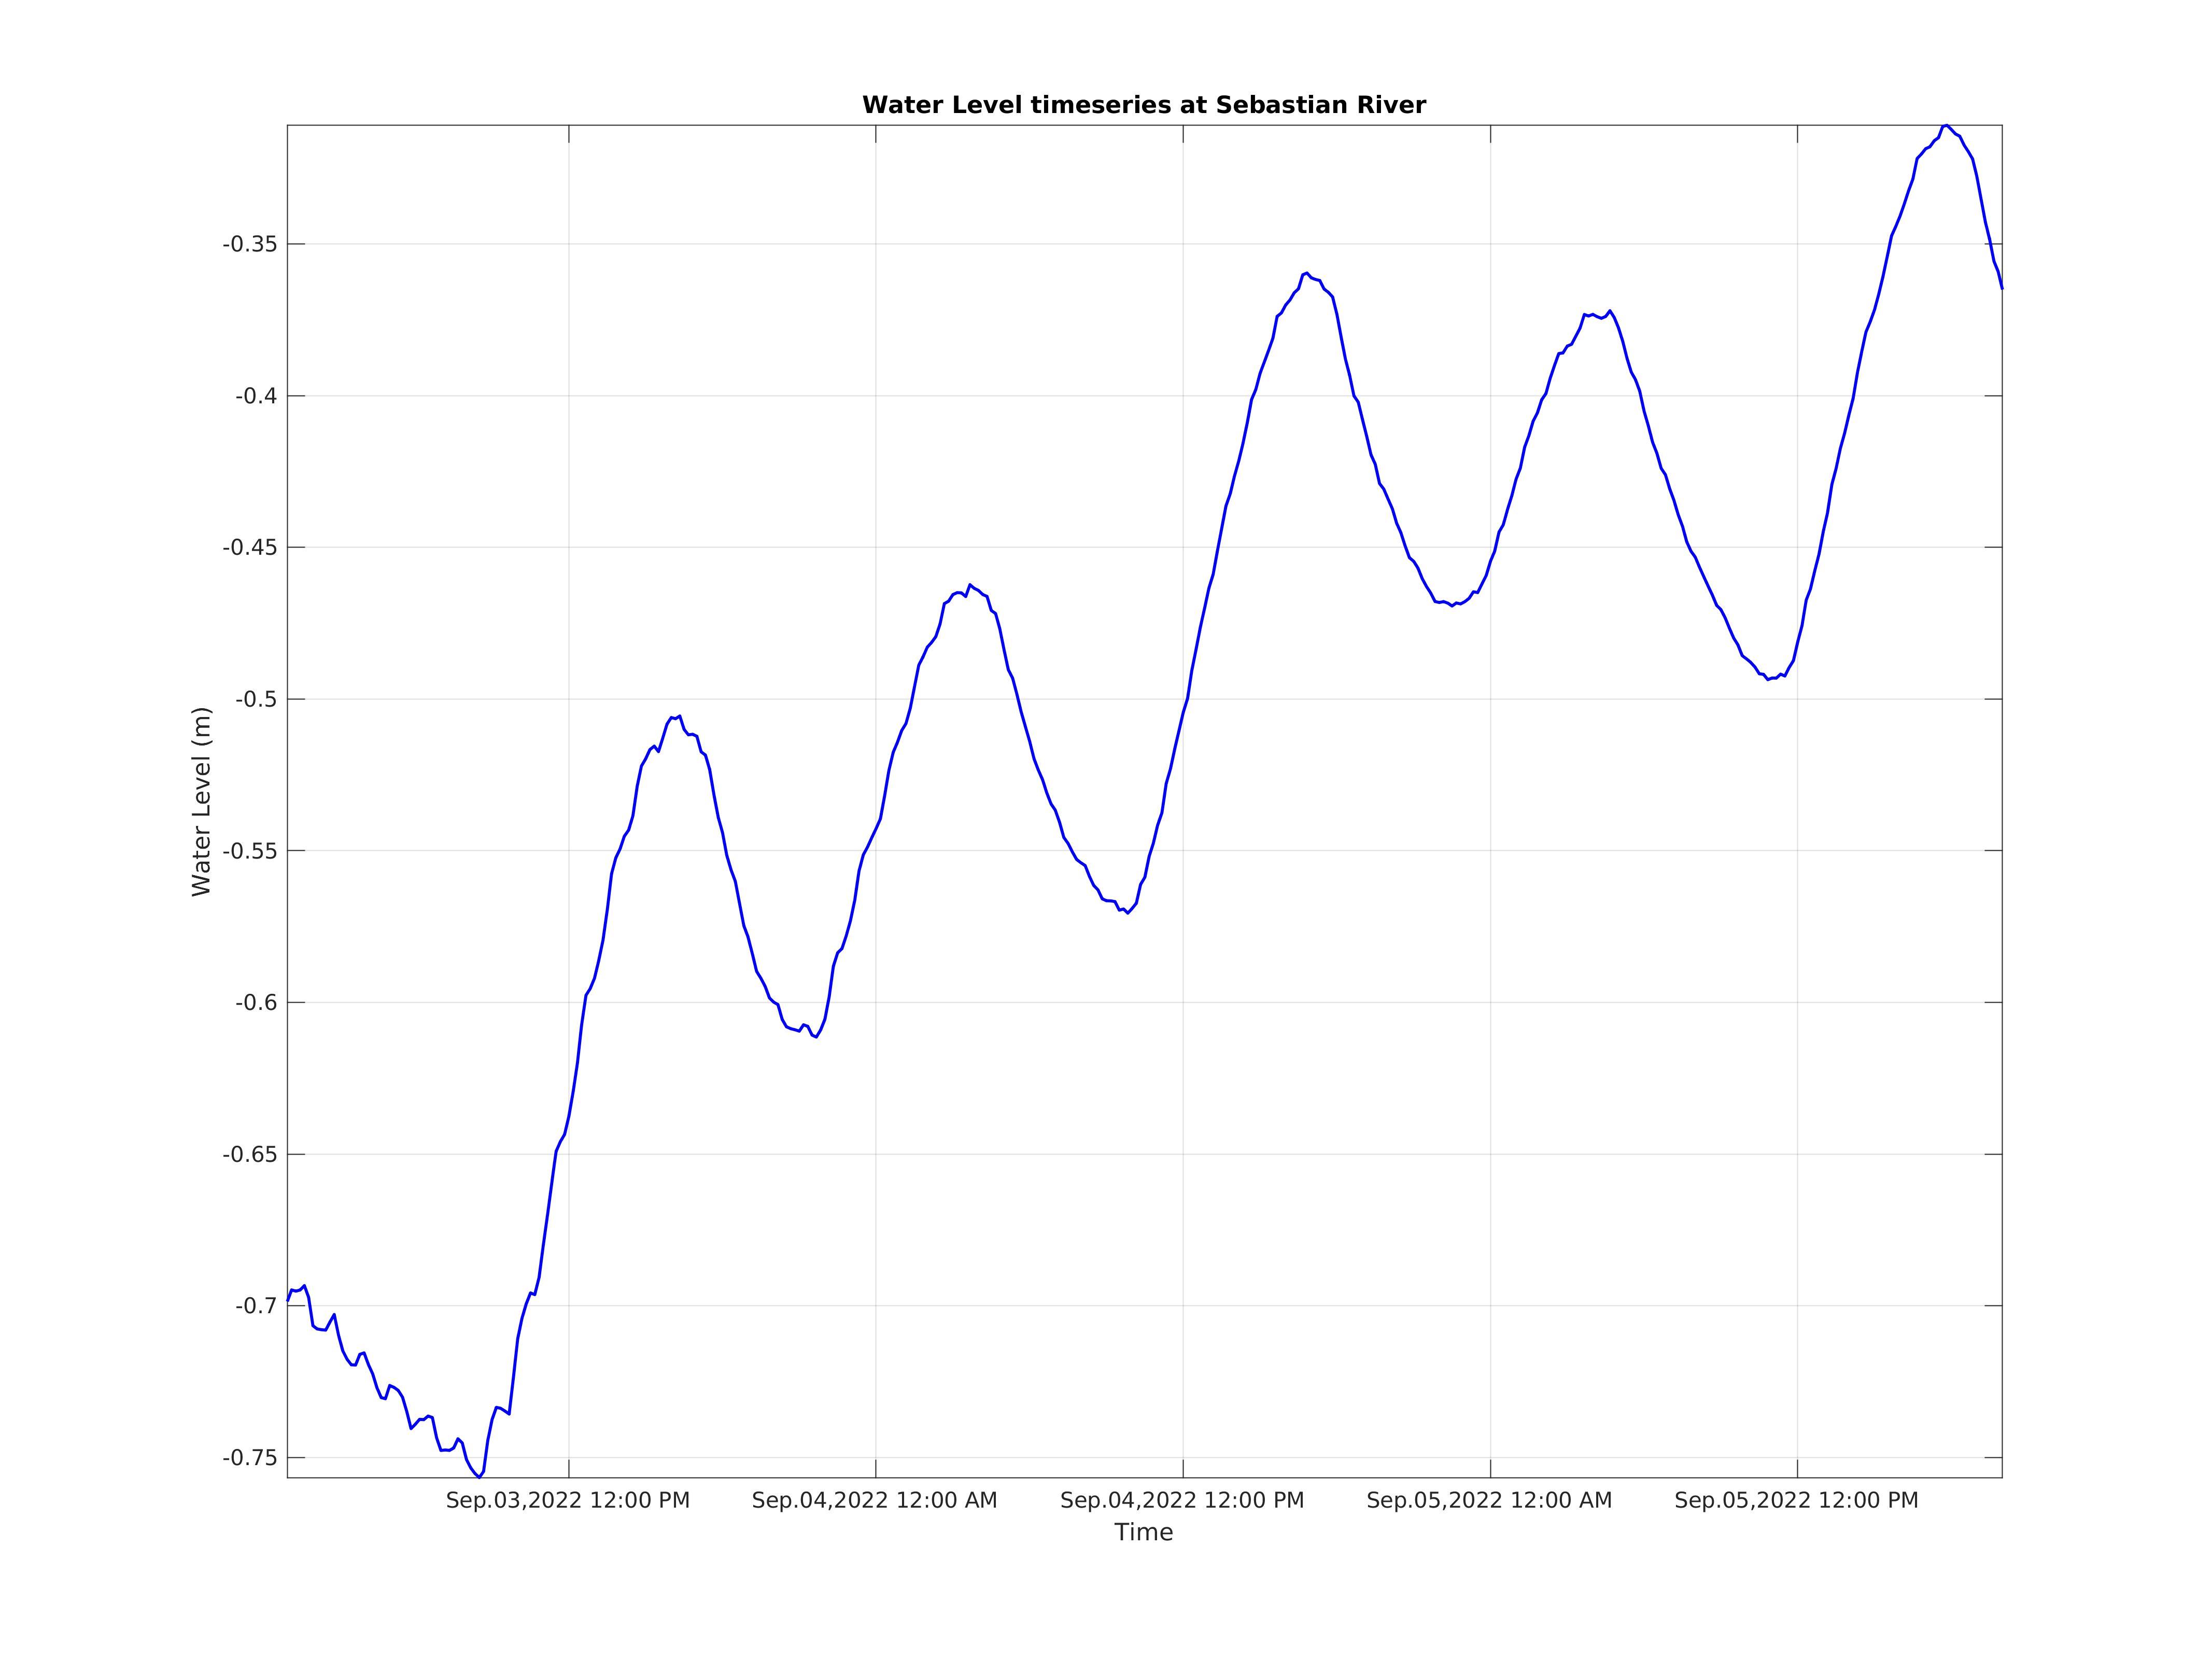 Water Level timeseries at Sebastian River
-0.35
-0.4
-0.45
-0.5
-0.55
-0.6
-0.65
-0.7
-0.75
Water Level (m)
Sep.03,2022 12:00 PM
Sep.04,2022 12:00 AM
Sep.04,2022 12:00 PM
Sep.05,2022 12:00 AM
Sep.05,2022 12:00 PM
Time